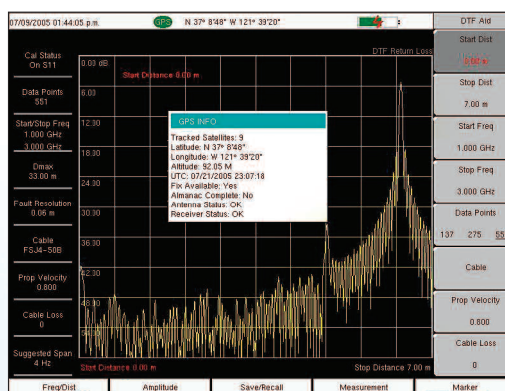 07/09/2005 01:44:05 p.m. GPS N 37° 8'48" W 121° 39'20"
DTF Aid
DTF Return Loss
Cal Status
On S11
Data Points
551
Start/Stop Freq
1.000 GHz
3.000 GHz
Dmax
33.00 m
Fault Resolution
0.06 m
Cable
FSJ4-50B
Prop Velocity
0.800
Cable Loss
0
Suggested Span
4 Hz
0.00 dB
6.00
12.30
18.30
24.30
30.30
36.30
42.30
Start Distance 0.00 m
GPS INFO
Tracked Satellites: 9
Latitude: N 37° 8'48"
Longitude: W 121° 39'20"
Altitude: 92.05 M
UTC: 07/21/2005 23:07:18
Fix Available: Yes
Almanac Complete: No
Antenna Status: OK
Receiver Status: OK
Start Distance 0.00 m
Stop Distance 7.00 m
Start Dist
0.00 m
Stop Dist
7.00 m
Start Freq
1.000 GHz
Stop Freq
3.000 GHz
Data Points
137 275
Cable
Prop Velocity
0.800
Cable Loss
0
Freq/Dist
Amplitude
Save/Recall
Measurement
Marker